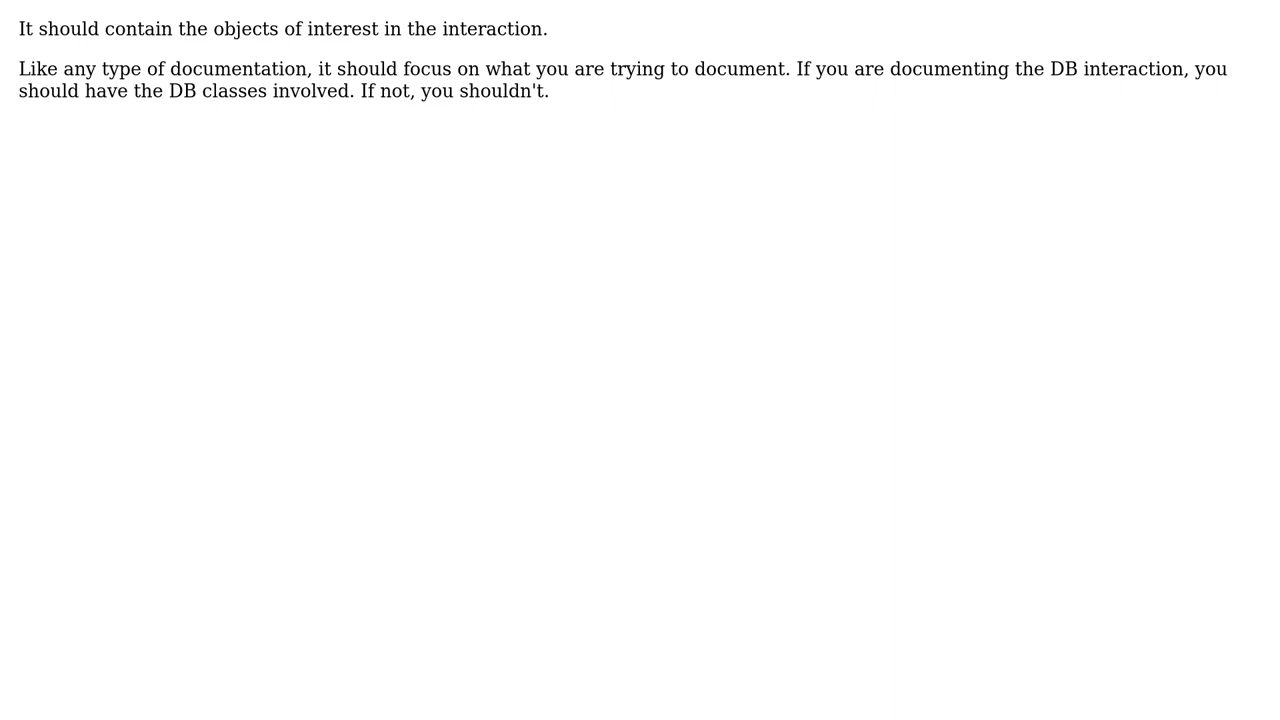 It should contain the objects of interest in the interaction.
Like any type of documentation, it should focus on what you are trying to document. If you are documenting the DB interaction, you
should have the DB classes involved. If not, you shouldn't.